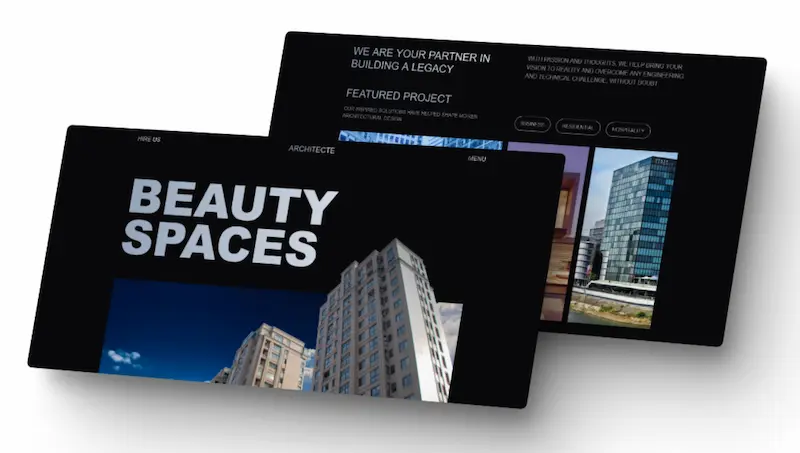 HIRE US
ARCHITECTE
MENU
BEAUTY
SPACES
WE ARE YOUR PARTNER IN
BUILDING A LEGACY
WITH PASSION AND THOUGHTS, WE HELP BRING YOUR
VISION TO REALITY AND OVERCOME ANY ENGINEERING
AND TECHNICAL CHALLENGE, WITHOUT DOUBT
FEATURED PROJECT
OUR INSPIRED SOLUTIONS HAVE HELPED SHAPE
ARCHITECTURAL DESIGN
BUSINESS
RESIDENTIAL
HOSPITALITY